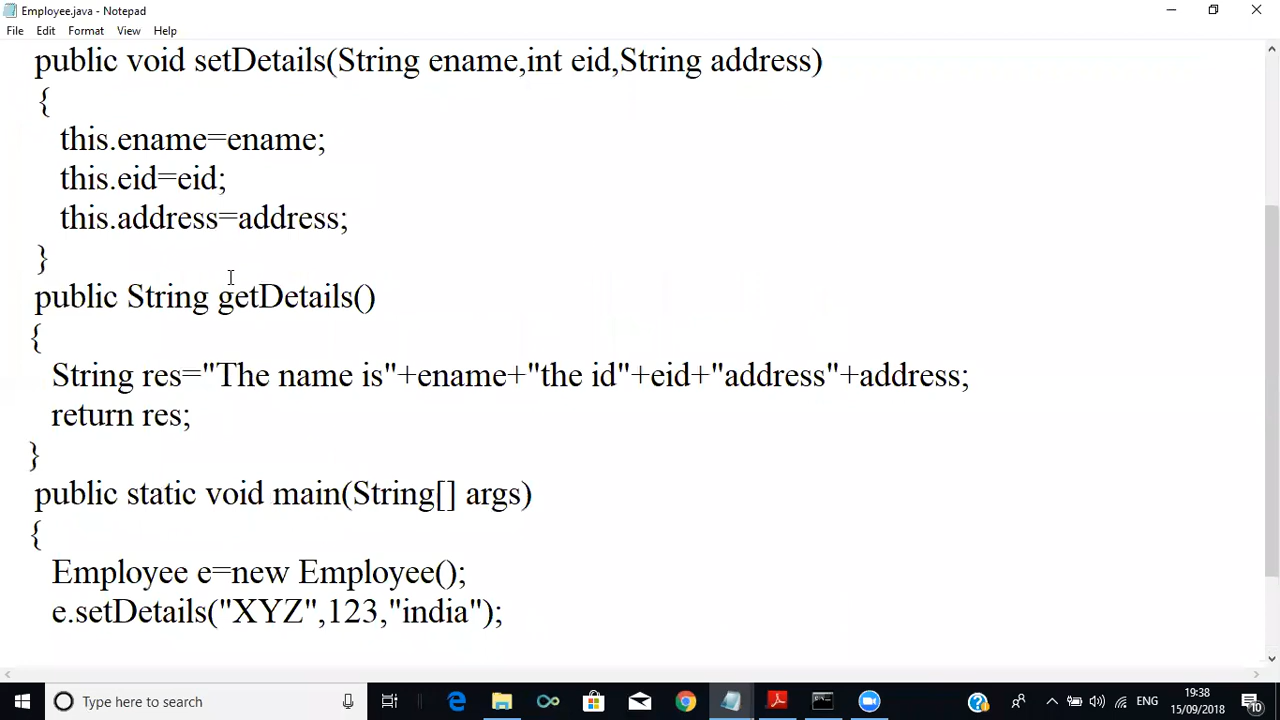 Employee.java - Notepad
File Edit Format View Help
public void setDetails(String ename,int eid,String address)
{
this.ename=ename;
this.eid=eid;
this.address=address;
}
public String getDetails()
{
String res="The name is"+ename+"the id"+eid+"address"+address;
return res;
}
public static void main(String[] args)
{
Employee e=new Employee();
e.setDetails("XYZ",123,"india");
Type here to search
ENG
19:38
15/09/2018
10